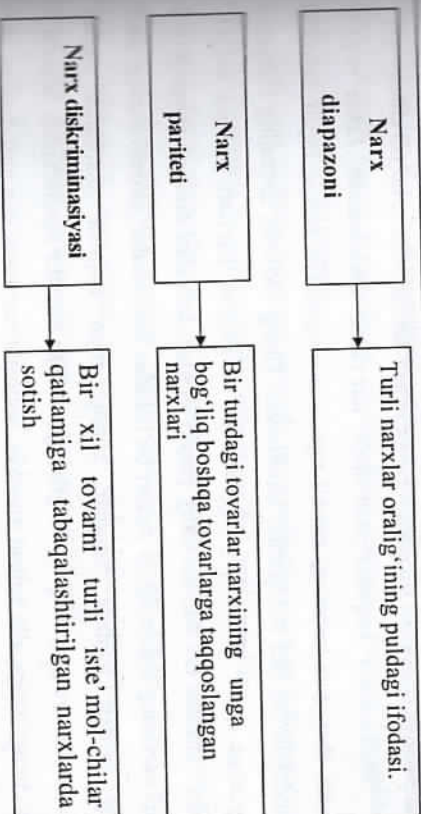 Narx
diapazoni
Turli narxlar oralig‘ining puldagi ifodasi.
Narx
pariteti
Bir turdagi tovarlar narxining unga
bog‘liq boshqa tovarlarga taqqoslangan
narxlari
Narx diskriminasiyasi
Bir xil tovarni turli iste’mol-chilar
qatlamiga tabaqalashtirilgan narxlarda
sotish